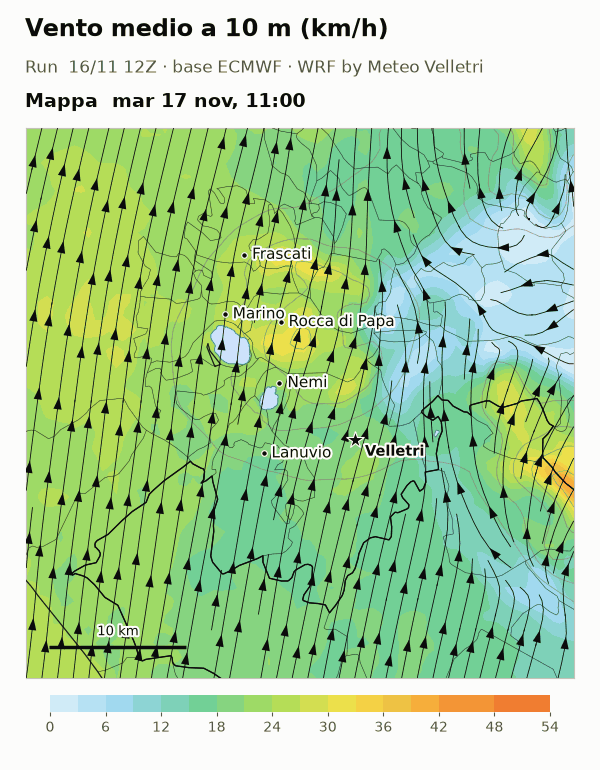 Vento medio a 10 m (km/h)
Run  16/11 12Z · base ECMWF · WRF by Meteo Velletri
Mappa  mar 17 nov, 11:00
Frascati
Marino
Rocca di Papa
Nemi
Velletri
Lanuvio
10 km
0 6 12 18 24 30 36 42 48 54